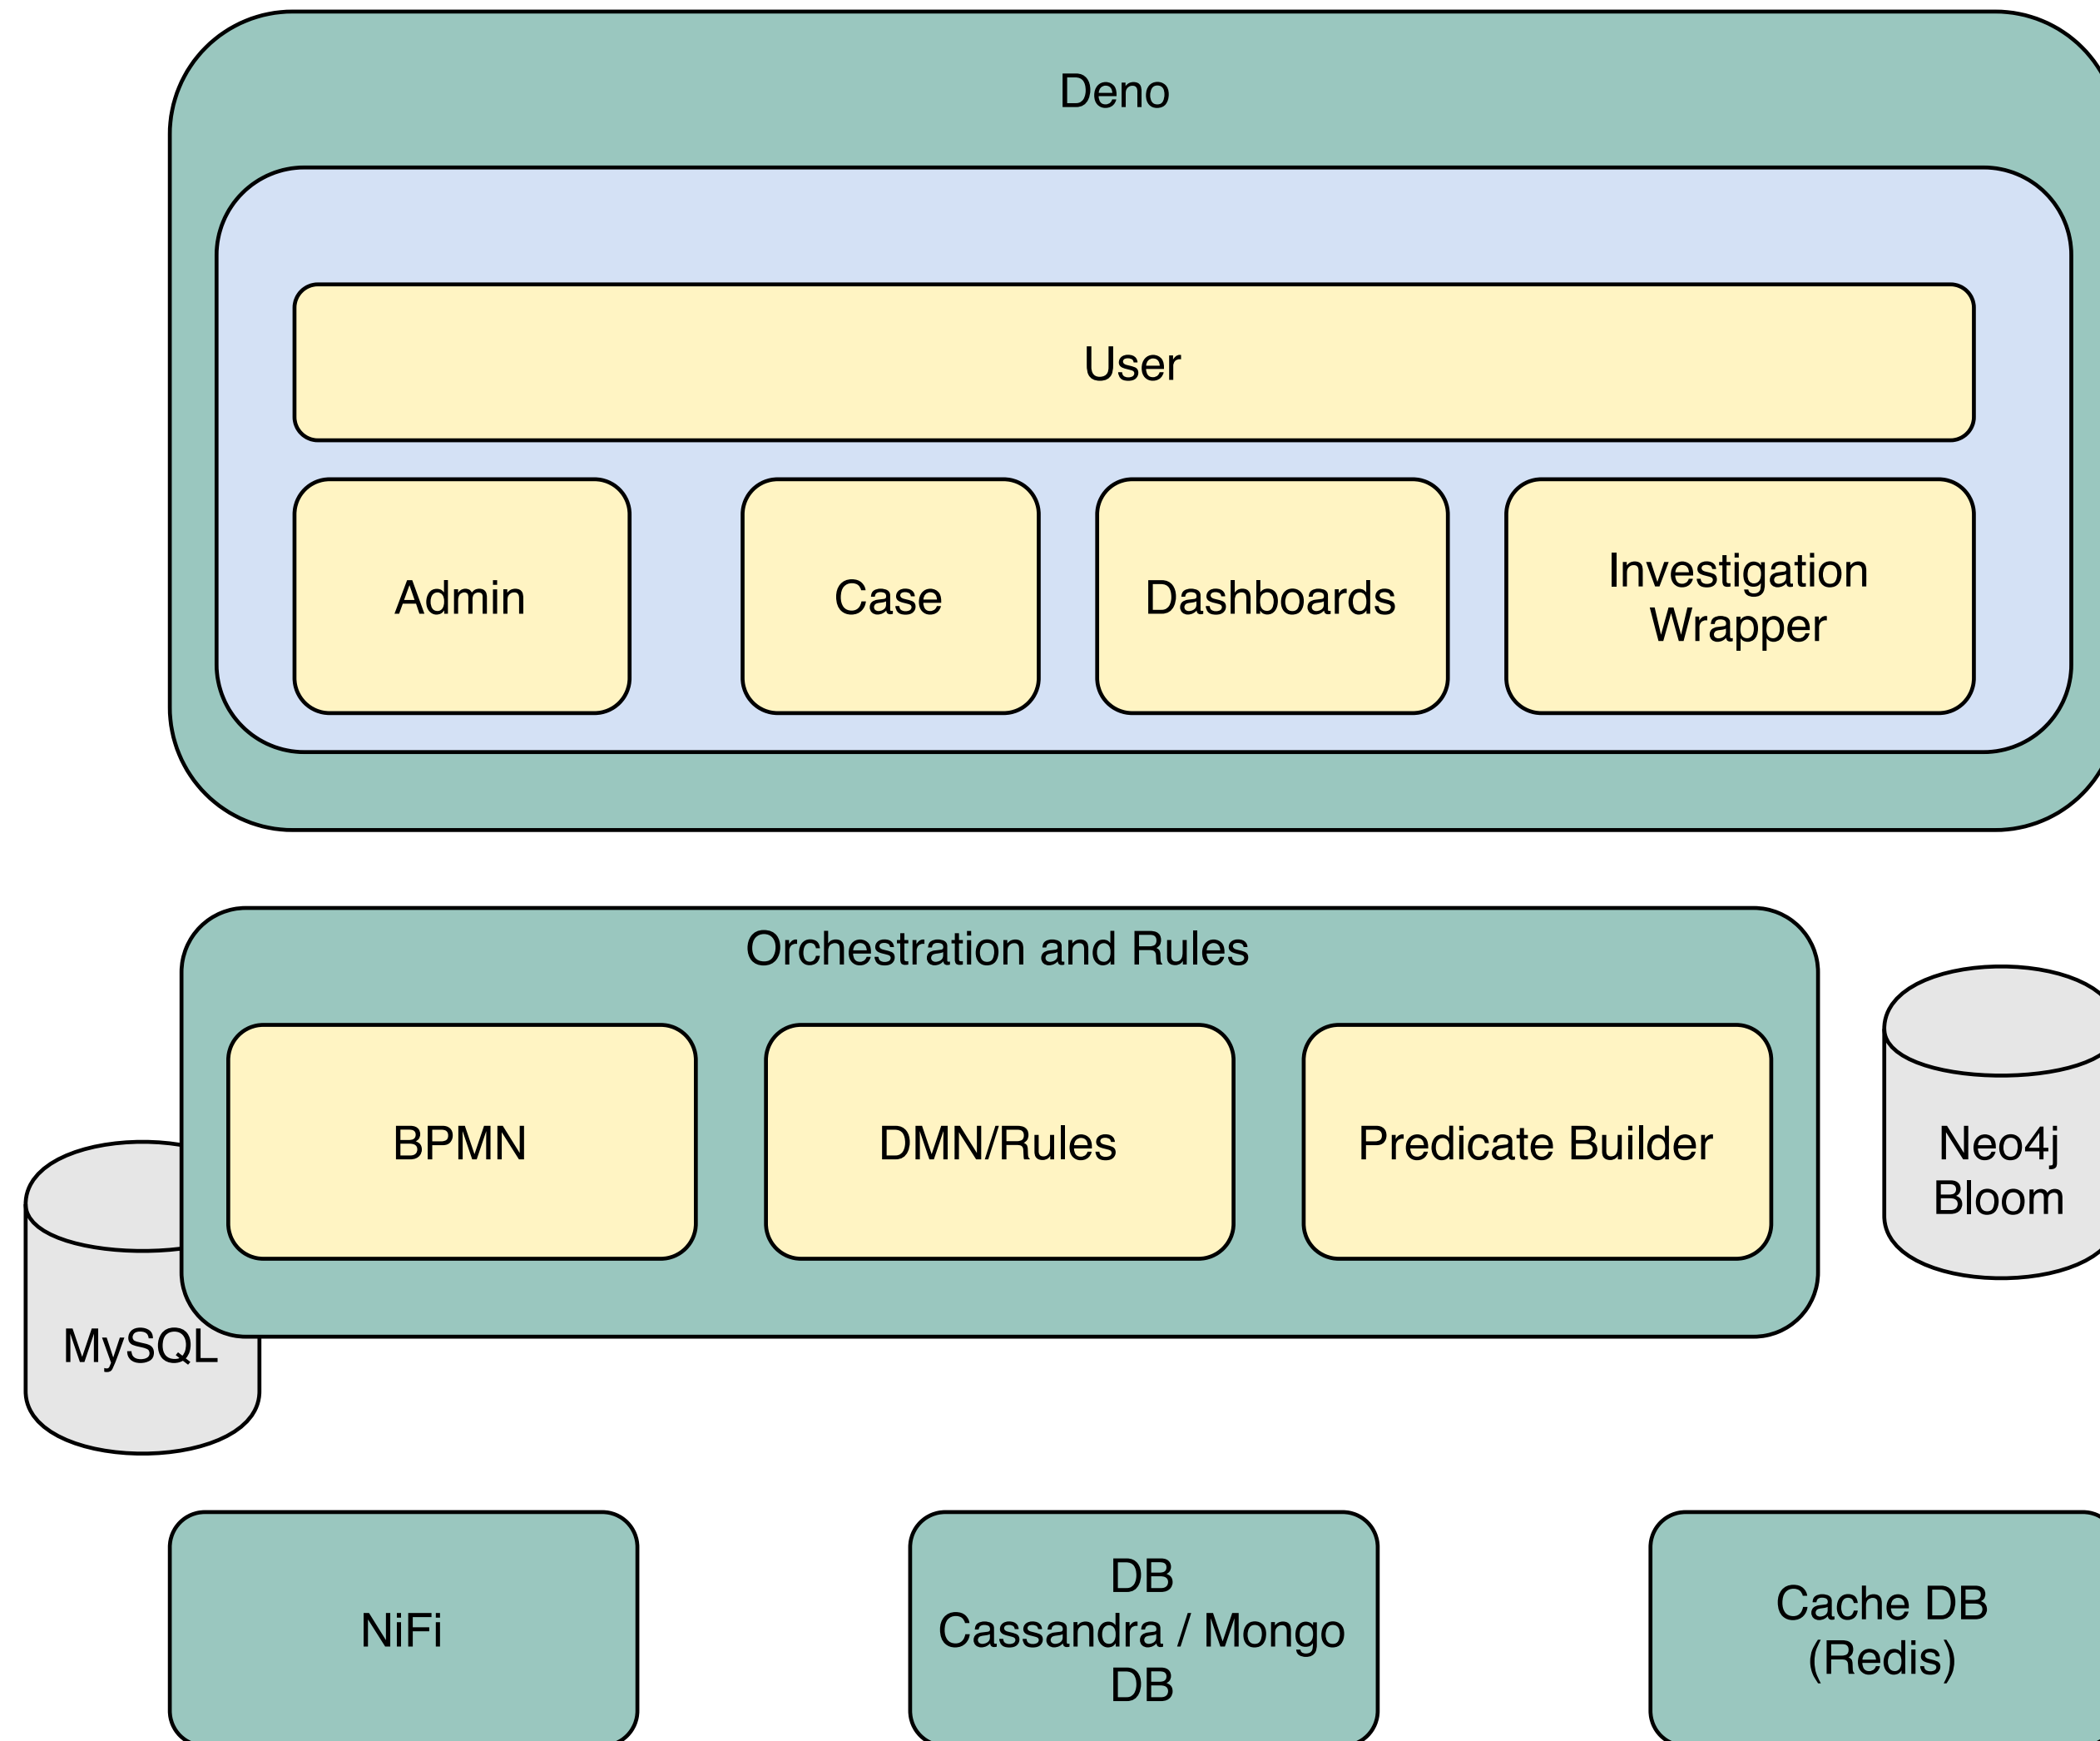 Deno
User
Admin
Case
Dashboards
Investigation
Wrapper
Orchestration and Rules
BPMN
DMN/Rules
Predicate Builder
Neo4j
Bloom
MySQL
NiFi
DB
Cassandra / Mongo
DB
Cache DB
(Redis)